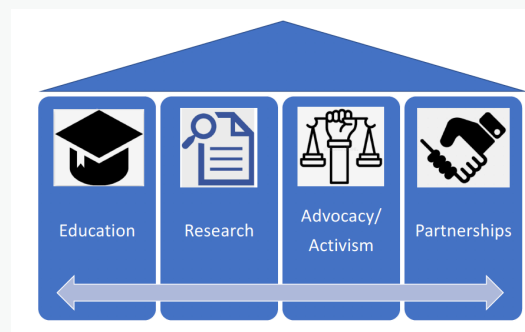 Education
Research
Advocacy/
Activism
Partnerships